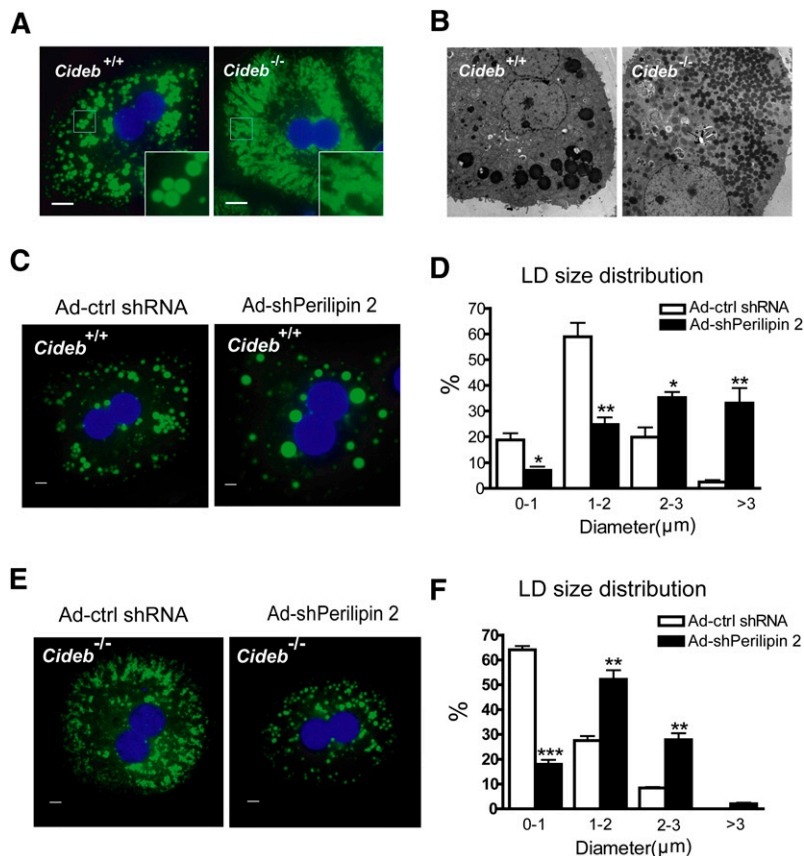 A
Cideb+/+
Cideb-/-
B
Cideb+/+
Cideb-/-
C
Ad-ctrl shRNA
Ad-shPerilipin 2
Cideb+/+
Cideb+/+
D
LD size distribution
Ad-ctrl shRNA
Ad-shPerilipin 2
%
70
60
50
40
30
20
10
0
*
**
*
**
0-1 1-2 2-3 >3
Diameter(μm)
E
Ad-ctrl shRNA
Ad-shPerilipin 2
Cideb-/-
Cideb-/-
F
LD size distribution
Ad-ctrl shRNA
Ad-shPerilipin 2
%
70
60
50
40
30
20
10
0
***
**
**
0-1 1-2 2-3 >3
Diameter(μm)